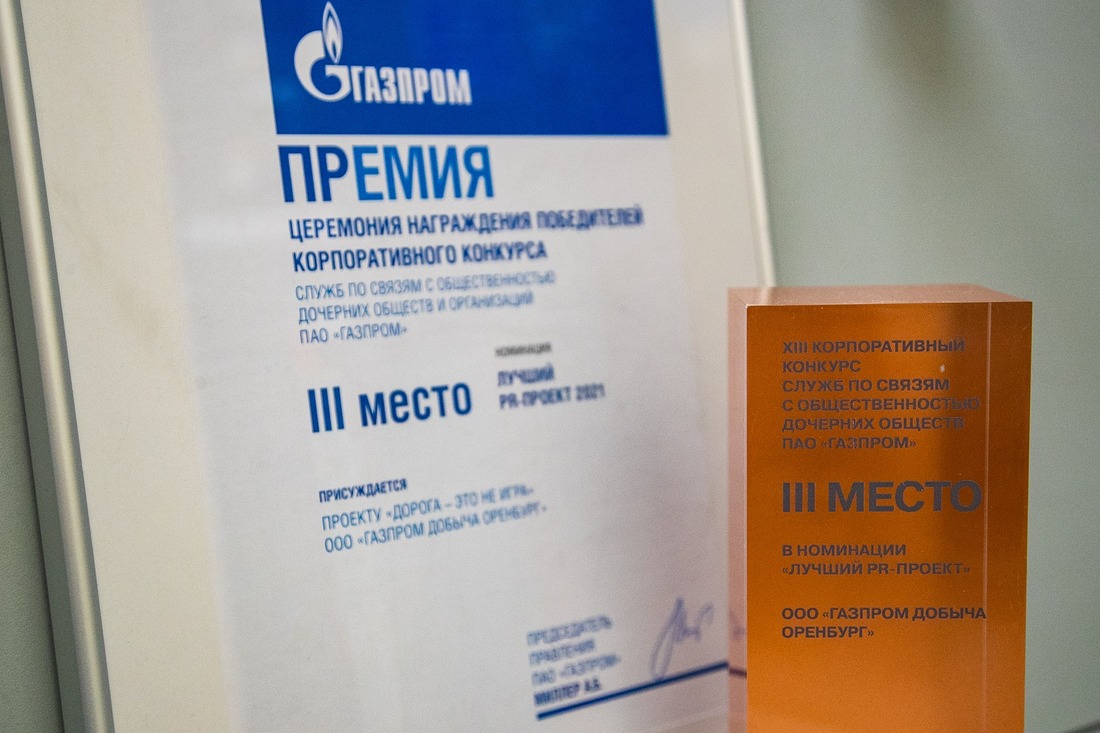 ГАЗПРОМ
ПРЕМИЯ
ЦЕРЕМОНИЯ НАГРАЖДЕНИЯ ПОБЕДИТЕЛЕЙ
КОРПОРАТИВНОГО КОНКУРСА
СЛУЖБ ПО СВЯЗЯМ С ОБЩЕСТВЕННОСТЬЮ
ДОЧЕРНИХ ОБЩЕСТВ И ОРГАНИЗАЦИЙ
ПАО «ГАЗПРОМ»
III место
НОМИНАЦИЯ
ЛУЧШИЙ
PR-ПРОЕКТ 2021
ПРИСУЖДАЕТСЯ
ПРОЕКТУ «ДОРОГА – ЭТО НЕ ИГРА»
ООО «ГАЗПРОМ ДОБЫЧА ОРЕНБУРГ»
ПРЕДСЕДАТЕЛЬ
ПРАВЛЕНИЯ
ПАО «ГАЗПРОМ»
МИЛЛЕР А.Б.
XIII КОРПОРАТИВНЫЙ
КОНКУРС
СЛУЖБ ПО СВЯЗЯМ
С ОБЩЕСТВЕННОСТЬЮ
ДОЧЕРНИХ ОБЩЕСТВ
ПАО «ГАЗПРОМ»
III МЕСТО
В НОМИНАЦИИ
«ЛУЧШИЙ PR-ПРОЕКТ»
ООО «ГАЗПРОМ ДОБЫЧА
ОРЕНБУРГ»